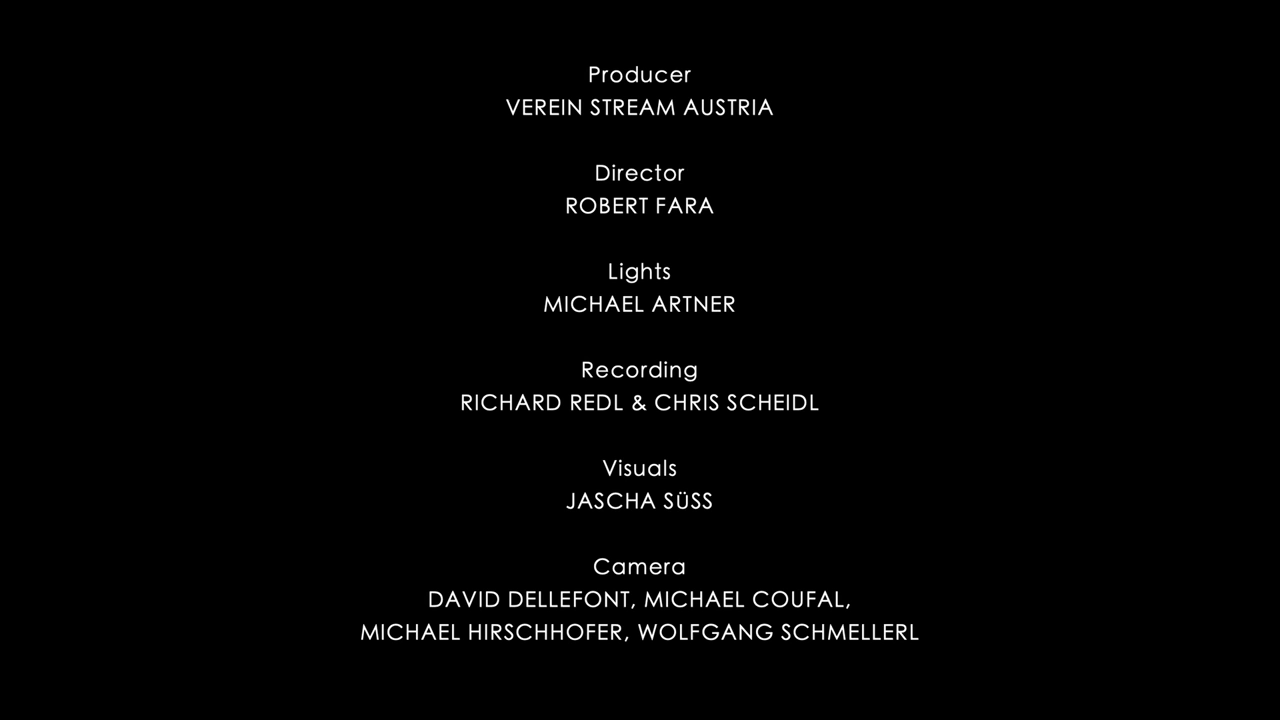 Producer
VEREIN STREAM AUSTRIA
Director
ROBERT FARA
Lights
MICHAEL ARTNER
Recording
RICHARD REDL & CHRIS SCHEIDL
Visuals
JASCHA SüSS
Camera
DAVID DELLEFONT, MICHAEL COUFAL,
MICHAEL HIRSCHHOFER, WOLFGANG SCHMELLERL